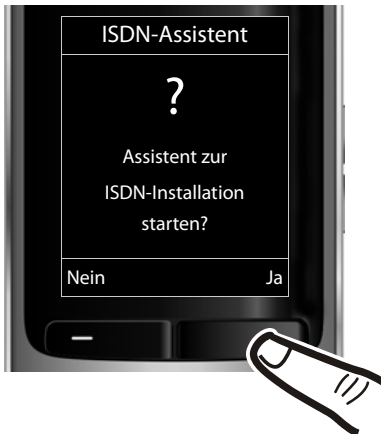 ISDN-Assistent
?
Assistent zur
ISDN-Installation
starten?
Nein Ja